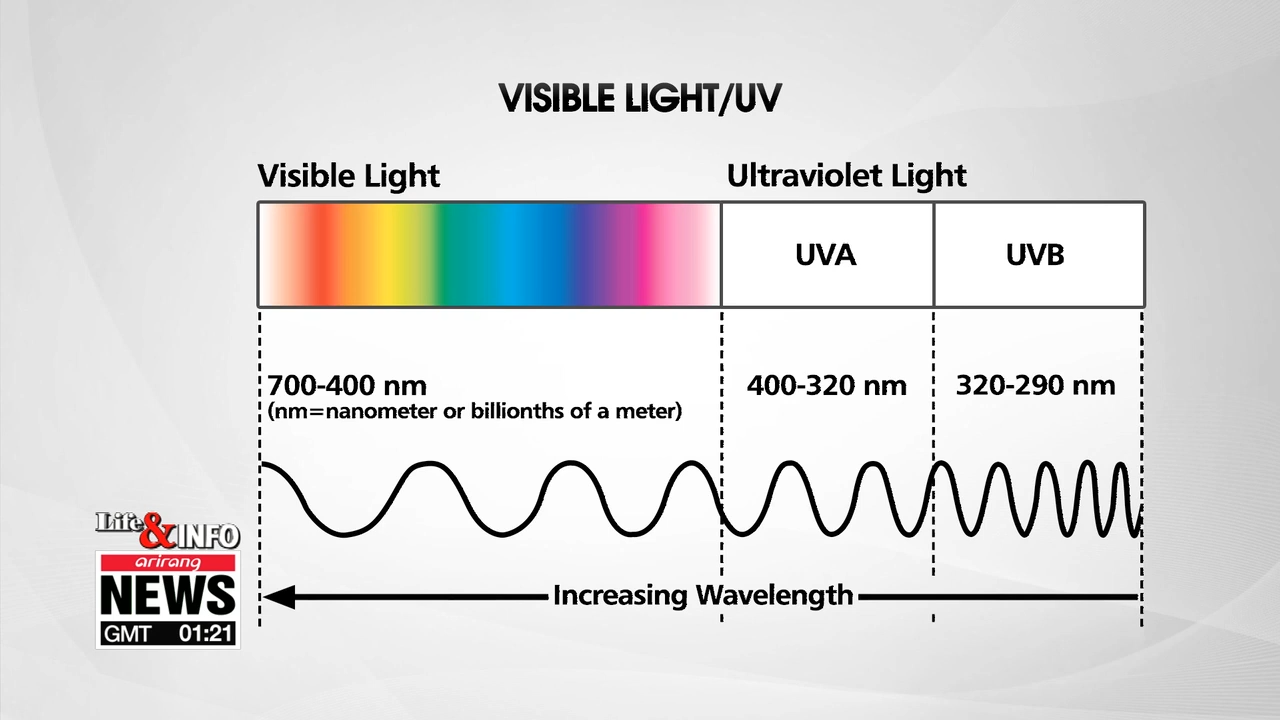 VISIBLE LIGHT/UV
Visible Light
Ultraviolet Light
UVA
UVB
700-400 nm
(nm=nanometer or billionths of a meter)
400-320 nm
320-290 nm
Increasing Wavelength
Life&INFO
arirang
NEWS
GMT 01:21